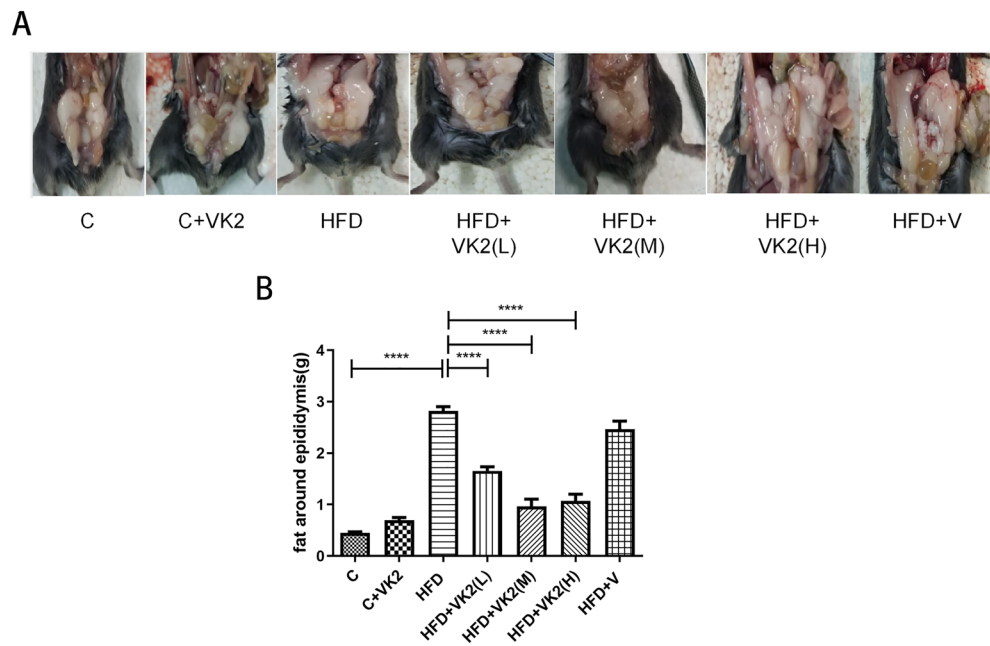 A
C
C+VK2
HFD
HFD+
VK2(L)
HFD+
VK2(M)
HFD+
VK2(H)
HFD+V
B
****
****
****
****
fat around epididymis(g)
4
3
2
1
0
C
C+VK2
HFD
HFD+VK2(L)
HFD+VK2(M)
HFD+VK2(H)
HFD+V